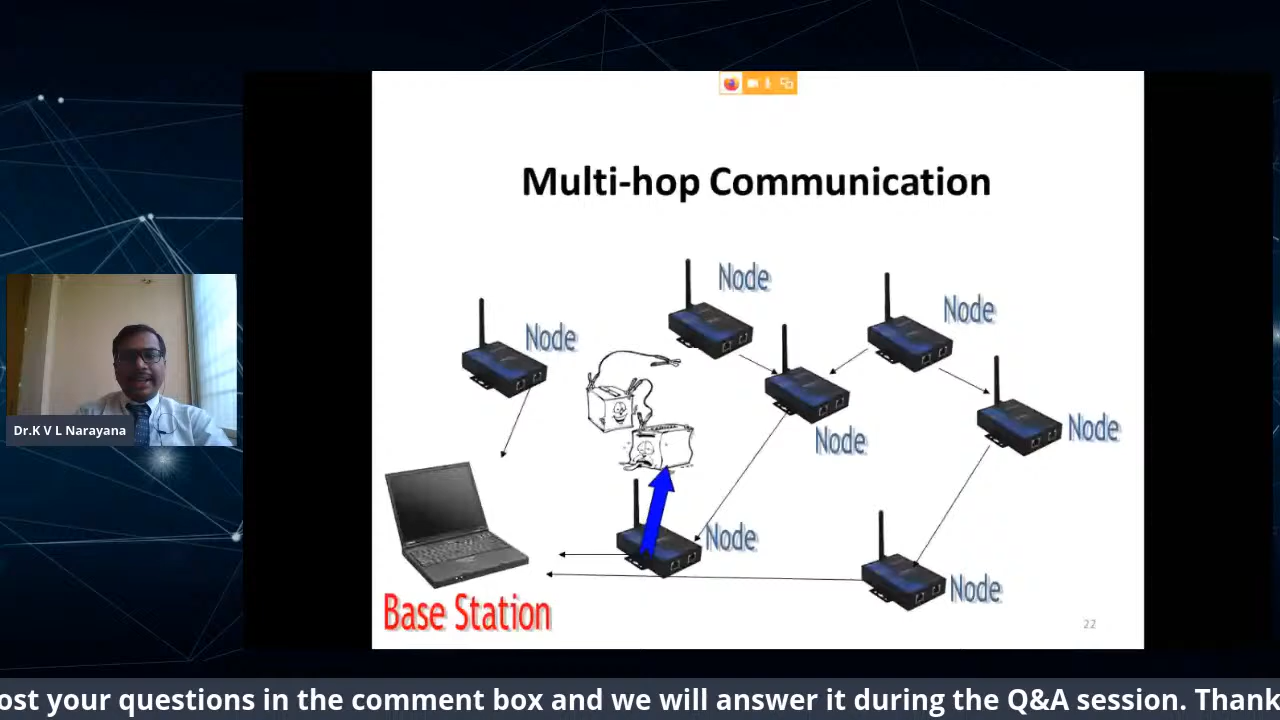 Multi-hop Communication
Node
Node
Node
Node
Node
Node
Node
Base Station
22
Dr.K V L Narayana
ost your questions in the comment box and we will answer it during the Q&A session. Thank